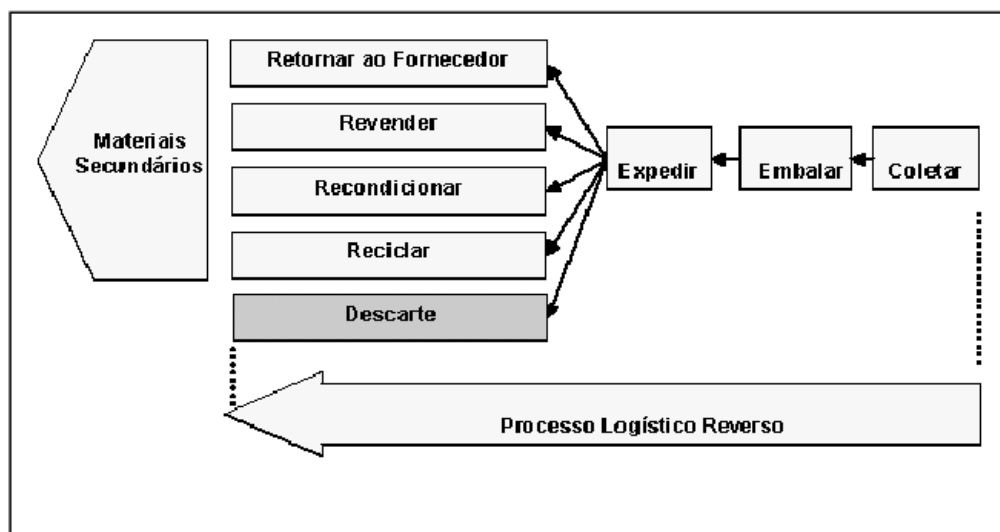 Retornar ao Fornecedor
Revender
Recondicionar
Reciclar
Descarte
Materiais
Secundários
Expedir
Embalar
Coletar
Processo Logístico Reverso